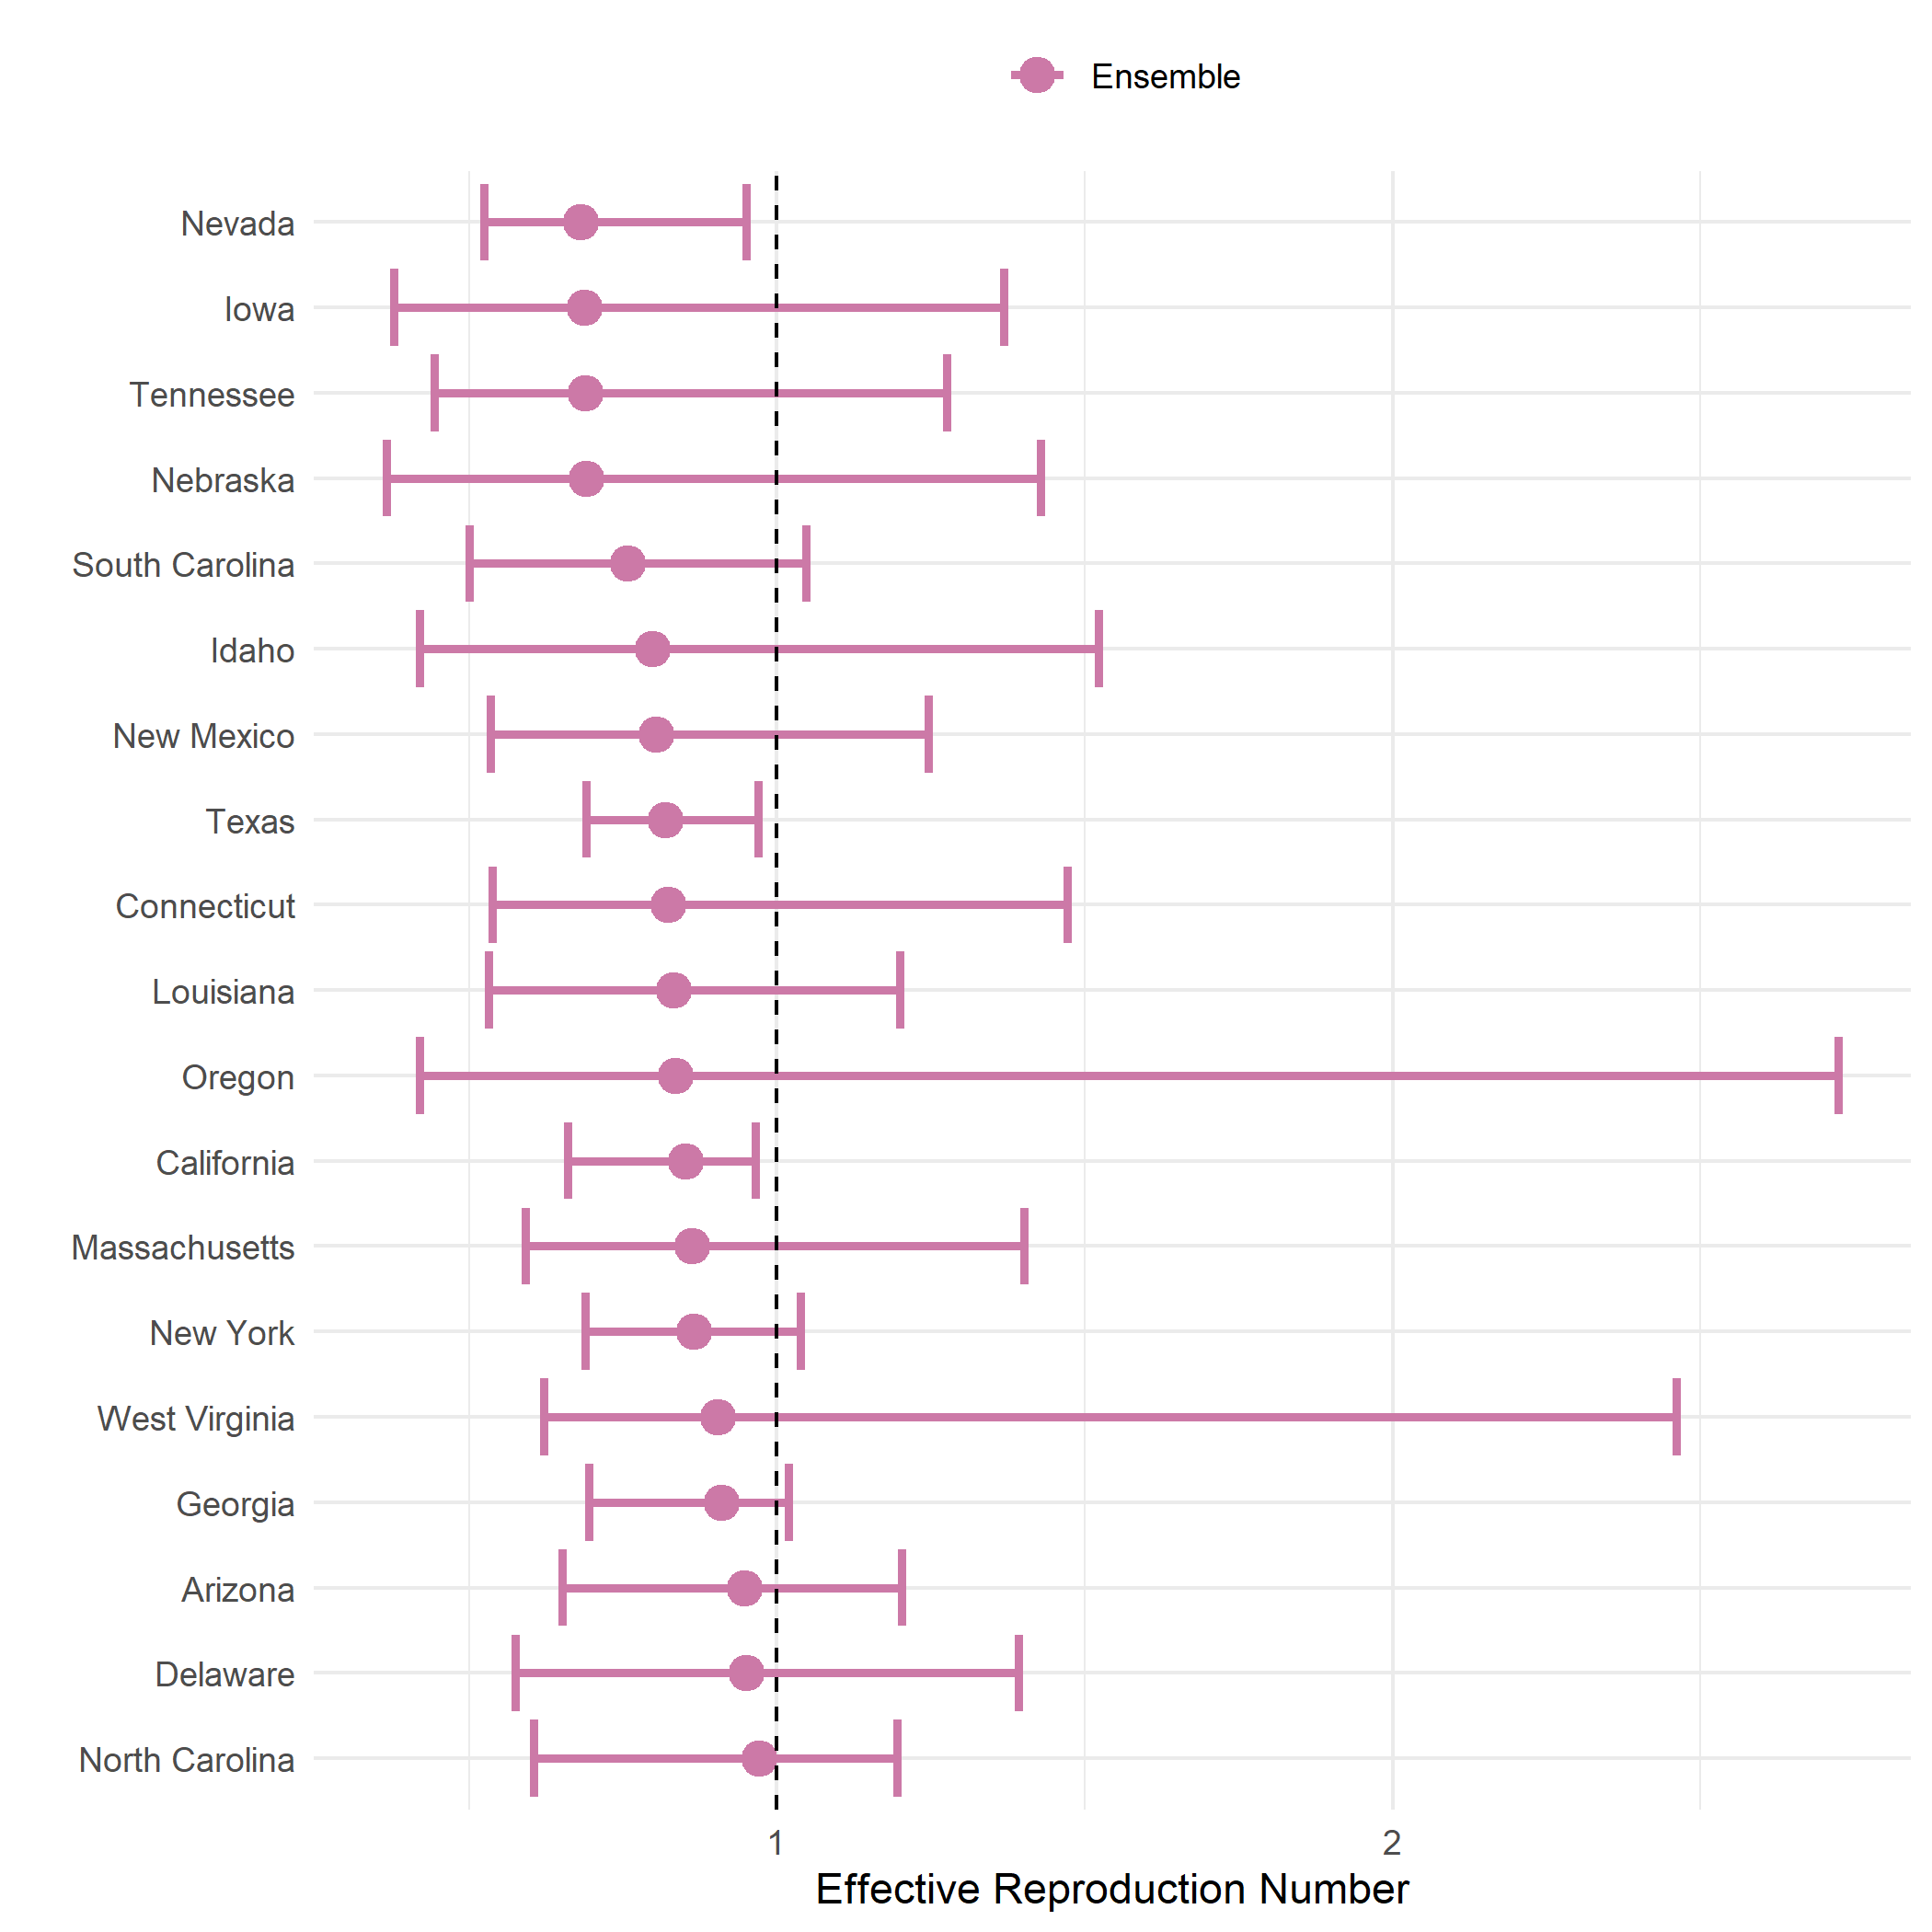 Ensemble
Nevada
Iowa
Tennessee
Nebraska
South Carolina
Idaho
New Mexico
Texas
Connecticut
Louisiana
Oregon
California
Massachusetts
New York
West Virginia
Georgia
Arizona
Delaware
North Carolina
1 2
Effective Reproduction Number